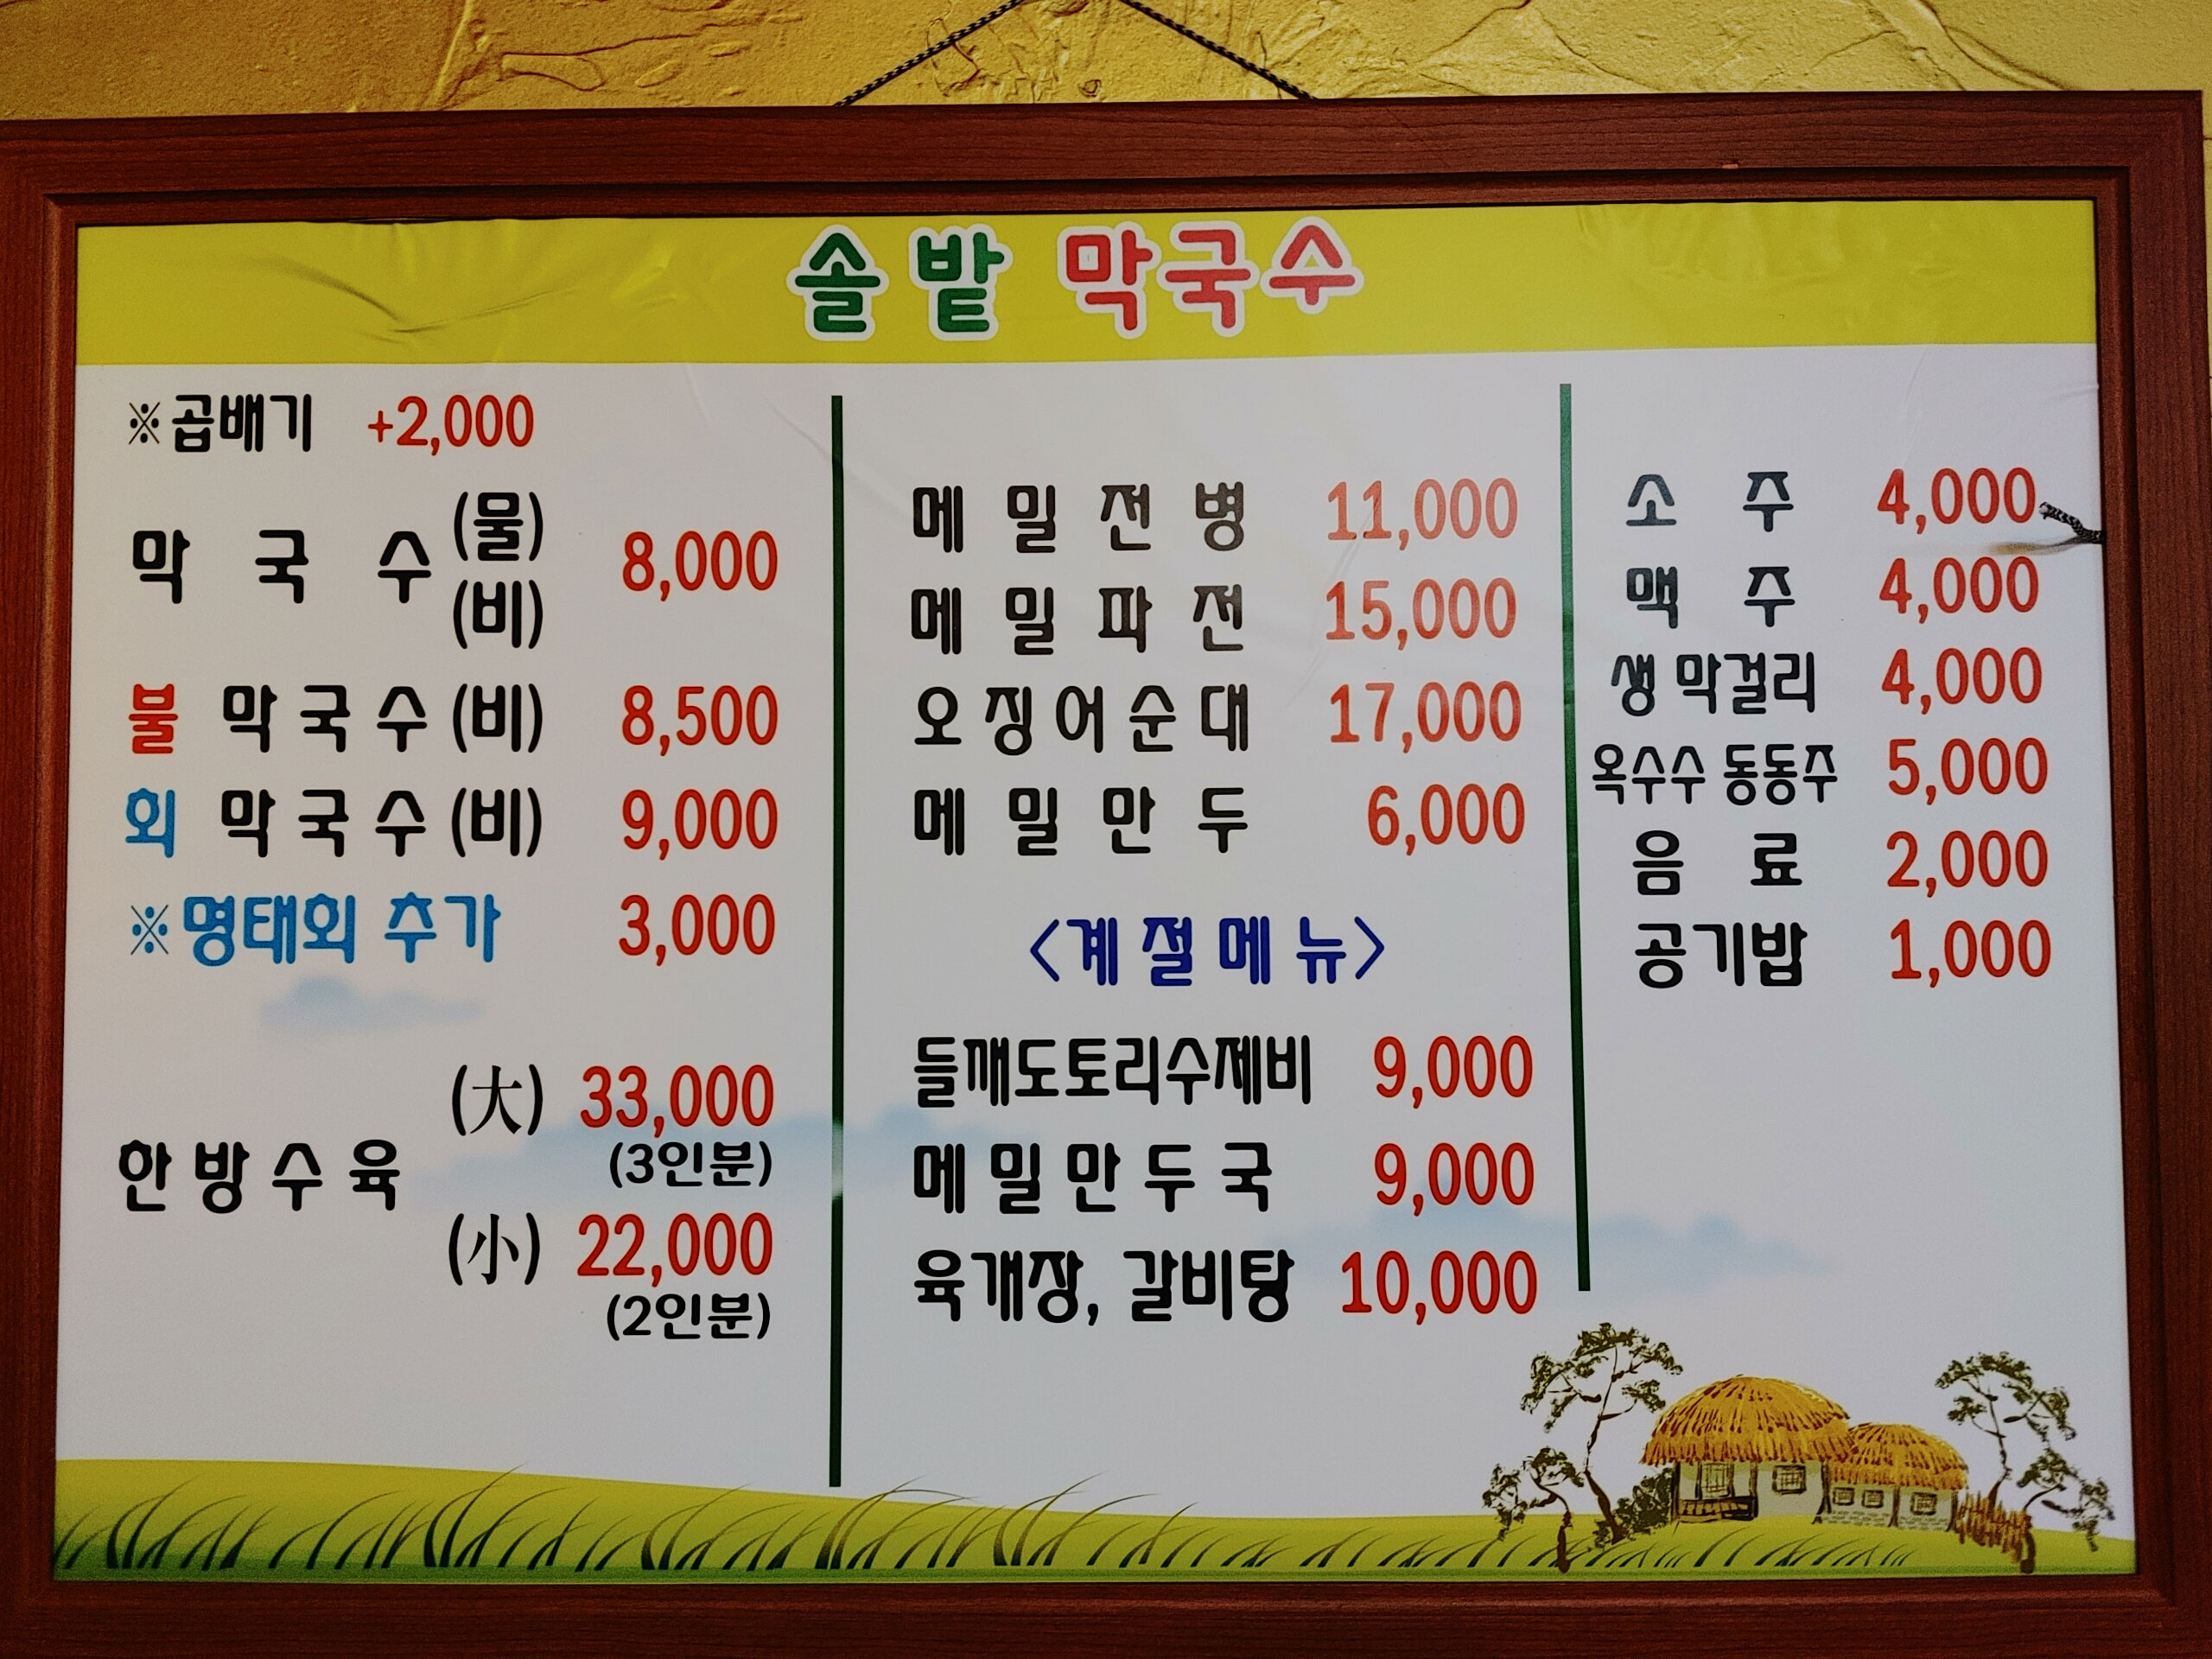 솔밭 막국수
※곱배기 +2,000
막국수 (물) (비) 8,000
불 막국수 (비) 8,500
회 막국수 (비) 9,000
※명태회 추가 3,000
한방수육
(大) 33,000
(3인분)
(小) 22,000
(2인분)
메밀전병 11,000
메밀파전 15,000
오징어순대 17,000
메밀만두 6,000
<계절메뉴>
들깨도토리수제비 9,000
메밀만두국 9,000
육개장, 갈비탕 10,000
소주 4,000
맥주 4,000
생 막걸리 4,000
옥수수 동동주 5,000
음료 2,000
공기밥 1,000